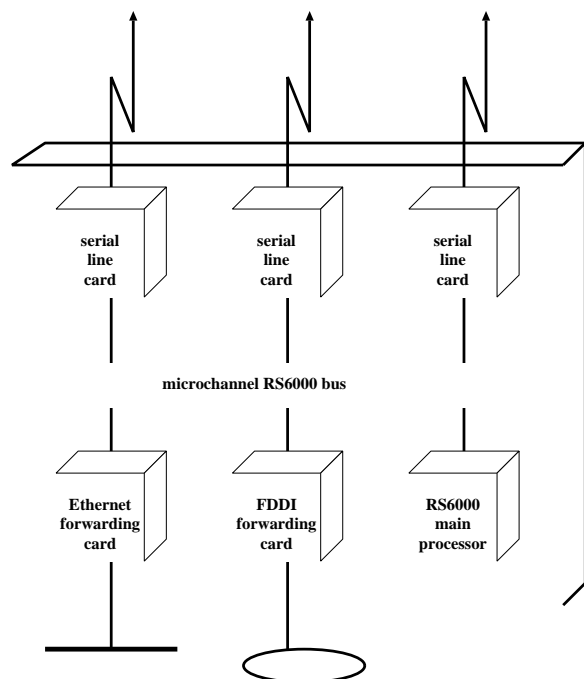 serial
line
card
serial
line
card
serial
line
card
microchannel RS6000 bus
Ethernet
forwarding
card
FDDI
forwarding
card
RS6000
main
processor